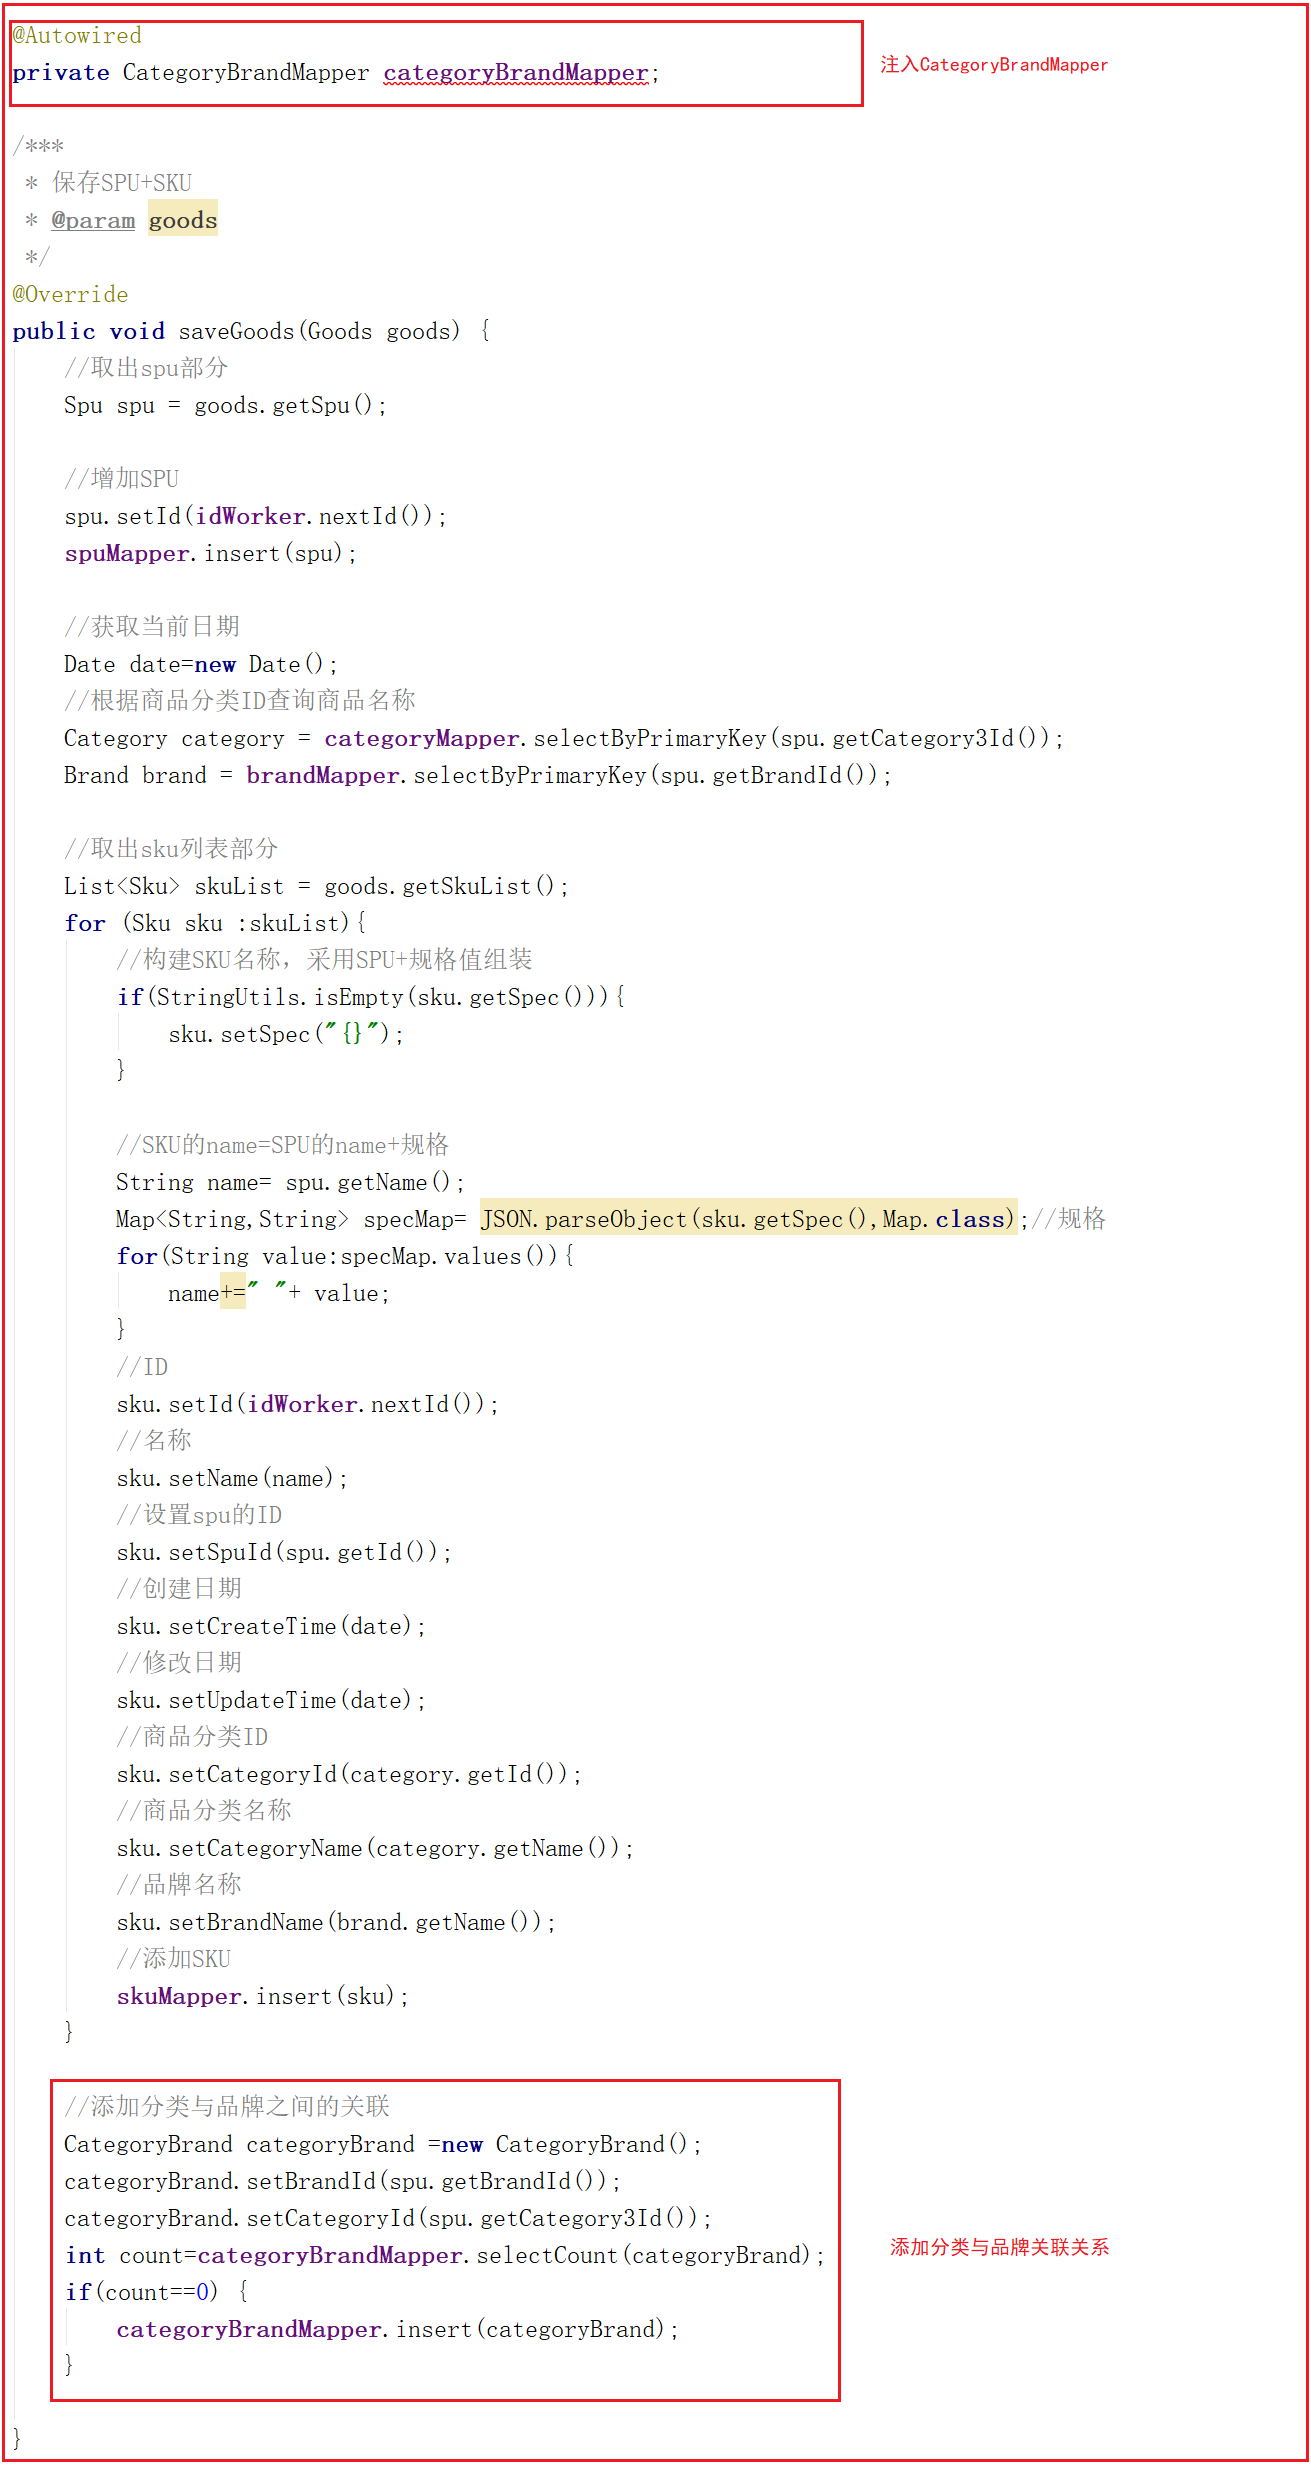 @Autowired
private CategoryBrandMapper categoryBrandMapper;
注入CategoryBrandMapper
/***
* 保存SPU+SKU
* @param goods
*/
@Override
public void saveGoods(Goods goods) {
//取出spu部分
Spu spu = goods.getSpu();
//增加SPU
spu.setId(idWorker.nextId());
spuMapper.insert(spu);
//获取当前日期
Date date=new Date();
//根据商品分类ID查询商品名称
Category category = categoryMapper.selectByPrimaryKey(spu.getCategory3Id());
Brand brand = brandMapper.selectByPrimaryKey(spu.getBrandId());
//取出sku列表部分
List<Sku> skuList = goods.getSkuList();
for (Sku sku :skuList){
//构建SKU名称，采用SPU+规格值组装
if(StringUtils.isEmpty(sku.getSpec())){
sku.setSpec("{}");
}
//SKU的name=SPU的name+规格
String name= spu.getName();
Map<String,String> specMap= JSON.parseObject(sku.getSpec(),Map.class);//规格
for(String value:specMap.values()){
name+=" "+ value;
}
//ID
sku.setId(idWorker.nextId());
//名称
sku.setName(name);
//设置spu的ID
sku.setSpuId(spu.getId());
//创建日期
sku.setCreateTime(date);
//修改日期
sku.setUpdateTime(date);
//商品分类ID
sku.setCategoryId(category.getId());
//商品分类名称
sku.setCategoryName(category.getName());
//品牌名称
sku.setBrandName(brand.getName());
//添加SKU
skuMapper.insert(sku);
}
//添加分类与品牌之间的关联
CategoryBrand categoryBrand =new CategoryBrand();
categoryBrand.setBrandId(spu.getBrandId());
categoryBrand.setCategoryId(spu.getCategory3Id());
int count=categoryBrandMapper.selectCount(categoryBrand);
添加分类与品牌关联关系
if(count==0) {
categoryBrandMapper.insert(categoryBrand);
}
}